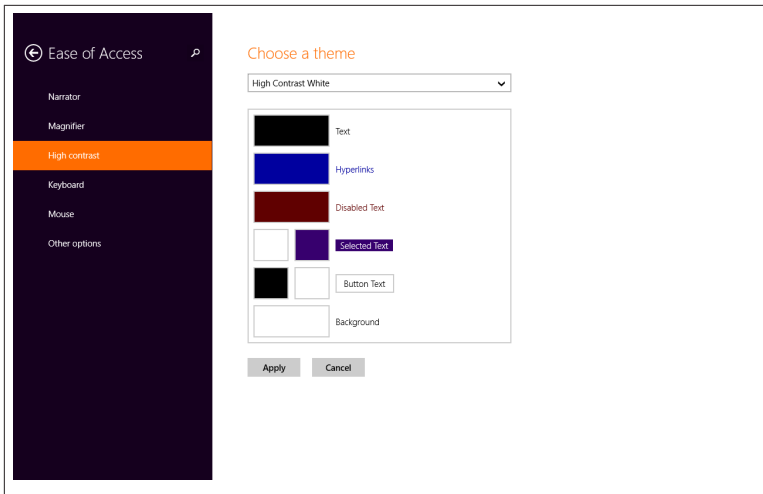 Ease of Access
Narrator
Magnifier
High contrast
Keyboard
Mouse
Other options
Choose a theme
High Contrast White
Text
Hyperlinks
Disabled Text
Selected Text
Button Text
Background
Apply Cancel